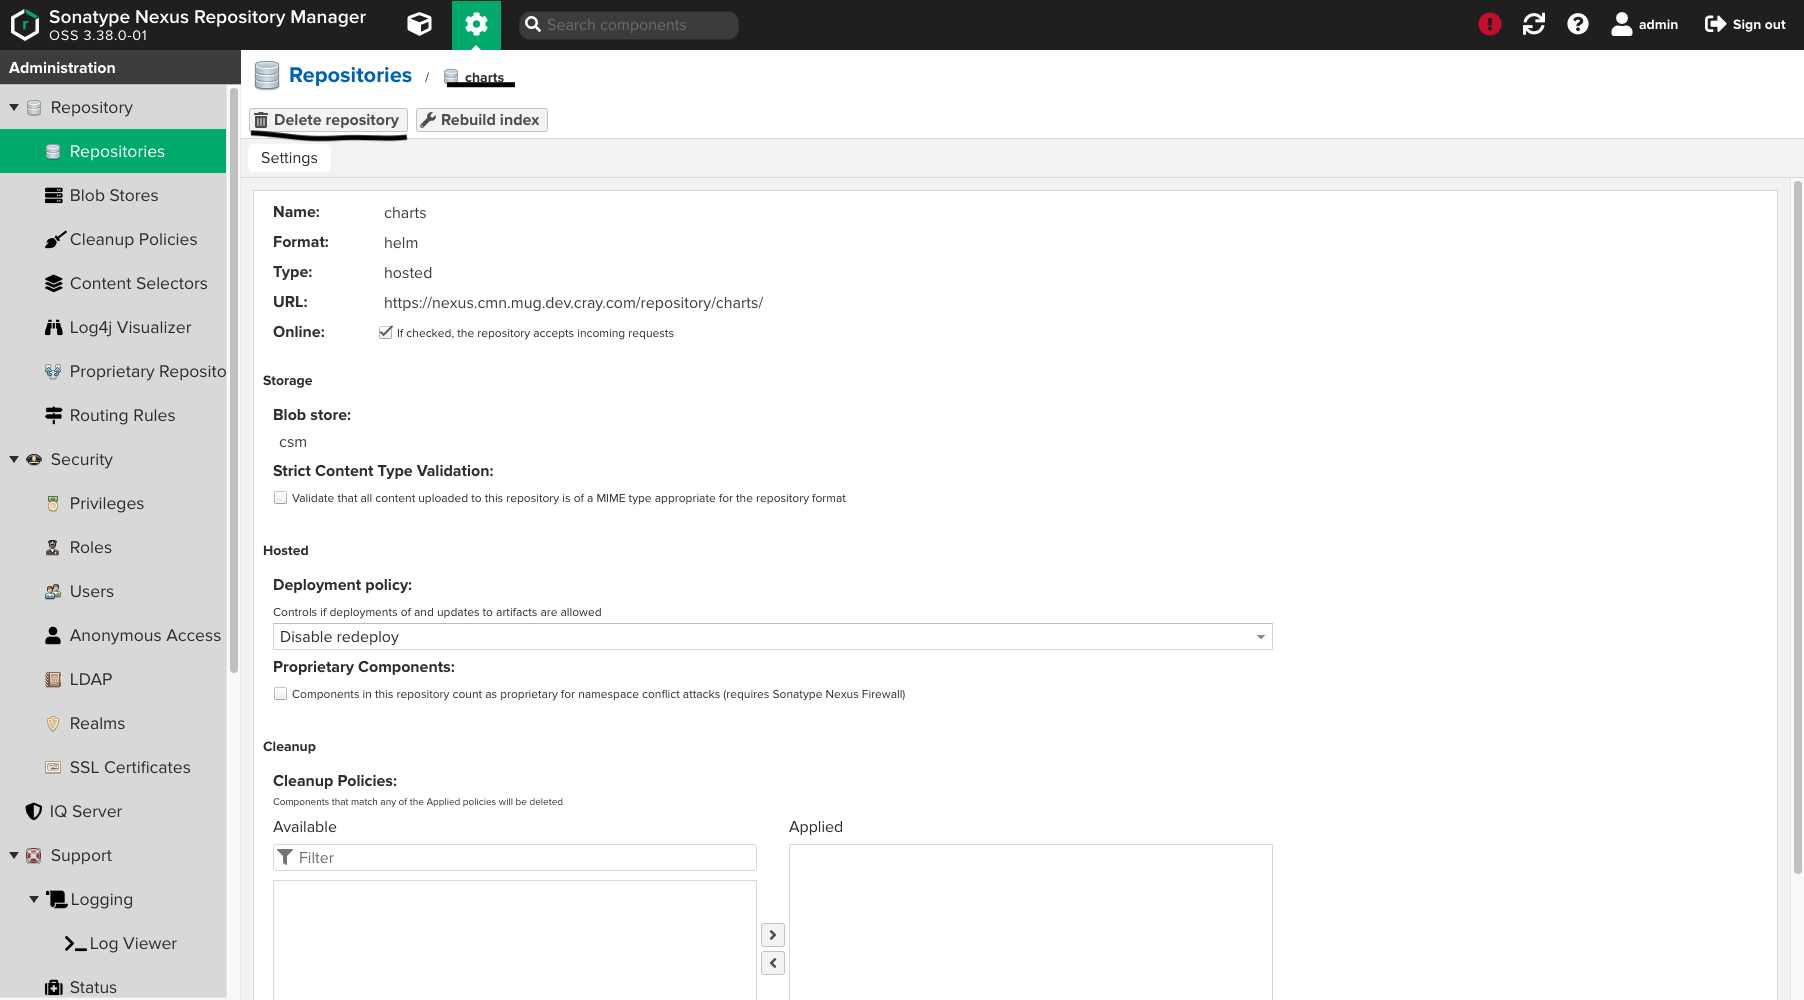 Sonatype Nexus Repository Manager
OSS 3.38.0-01
Search components
admin
Sign out
Administration
Repository
Repositories
Blob Stores
Cleanup Policies
Content Selectors
Log4j Visualizer
Proprietary Reposito
Routing Rules
Security
Privileges
Roles
Users
Anonymous Access
LDAP
Realms
SSL Certificates
IQ Server
Support
Logging
Log Viewer
Status
Repositories / charts
Delete repository
Rebuild index
Settings
Name: charts
Format: helm
Type: hosted
URL: https://nexus.cmn.mug.dev.cray.com/repository/charts/
Online: If checked, the repository accepts incoming requests
Storage
Blob store:
csm
Strict Content Type Validation:
Validate that all content uploaded to this repository is of a MIME type appropriate for the repository format
Hosted
Deployment policy:
Controls if deployments of and updates to artifacts are allowed
Disable redeploy
Proprietary Components:
Components in this repository count as proprietary for namespace conflict attacks (requires Sonatype Nexus Firewall)
Cleanup
Cleanup Policies:
Components that match any of the Applied policies will be deleted
Available
Applied
Filter